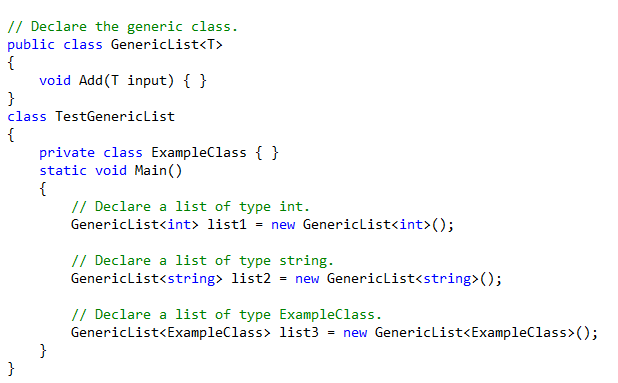 // Declare the generic class.
public class GenericList<T>
{
    void Add(T input) { }
}
class TestGenericList
{
    private class ExampleClass { }
    static void Main()
    {
        // Declare a list of type int.
        GenericList<int> list1 = new GenericList<int>();

        // Declare a list of type string.
        GenericList<string> list2 = new GenericList<string>();

        // Declare a list of type ExampleClass.
        GenericList<ExampleClass> list3 = new GenericList<ExampleClass>();
    }
}